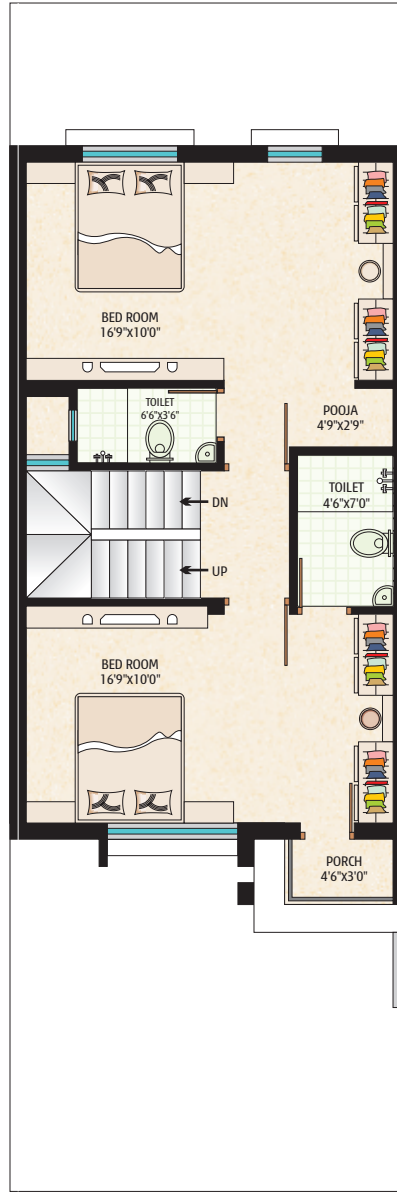 BED ROOM
16'9"x10'0"
TOILET
6'6"x3'6"
POOJA
4'9"x2'9"
TOILET
4'6"x7'0"
DN
UP
BED ROOM
16'9"x10'0"
PORCH
4'6"x3'0"